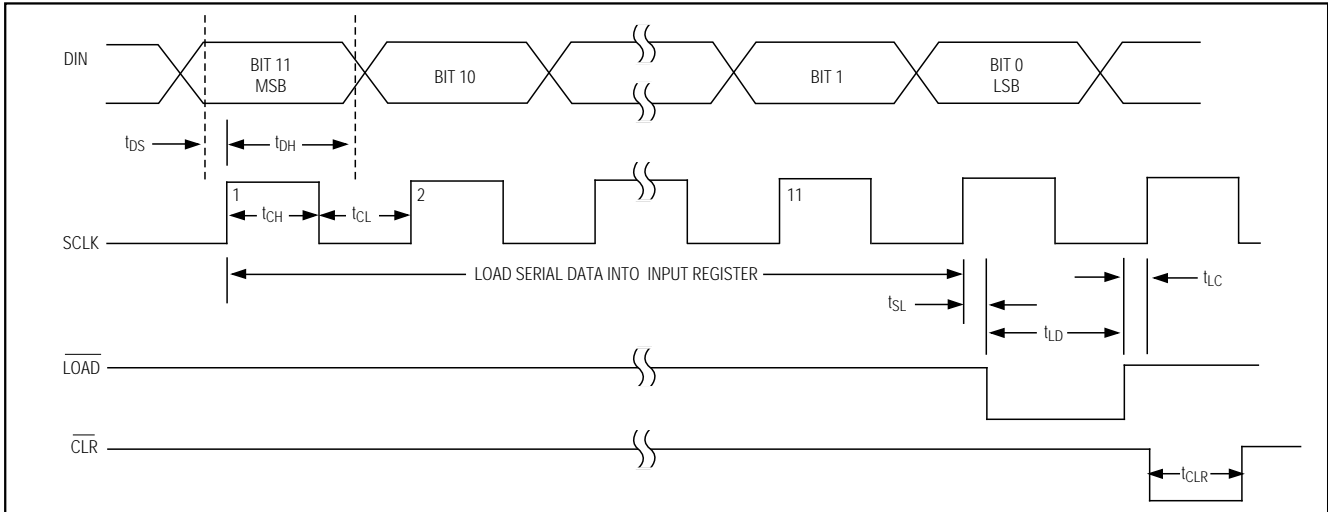 DIN
BIT 11
MSB
BIT 10
BIT 1
BIT 0
LSB
tDS
tDH
1
2
11
tCH
tCL
SCLK
LOAD SERIAL DATA INTO INPUT REGISTER
tLC
tSL
tLD
LOAD
CLR
tCLR